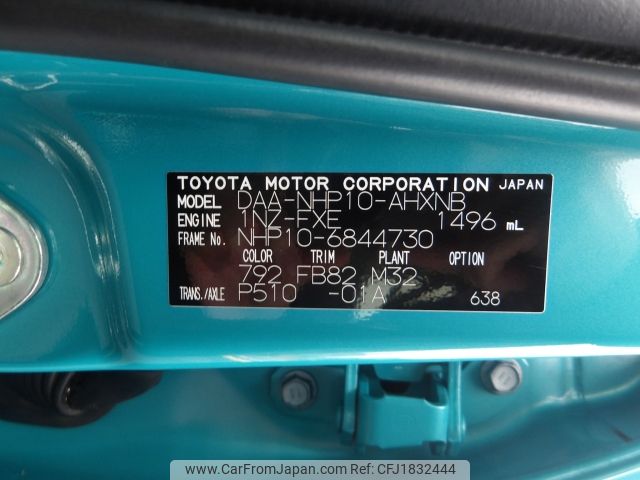 TOYOTA MOTOR CORPORATION JAPAN
MODEL DAA-NHP10-AHXNB
ENGINE 1NZ-FXE 1496 mL
FRAME No. NHP10-6844730
COLOR TRIM PLANT OPTION
792 FB82 M32
TRANS./AXLE P510 -01A 638
www.CarFromJapan.com CFJ1832444